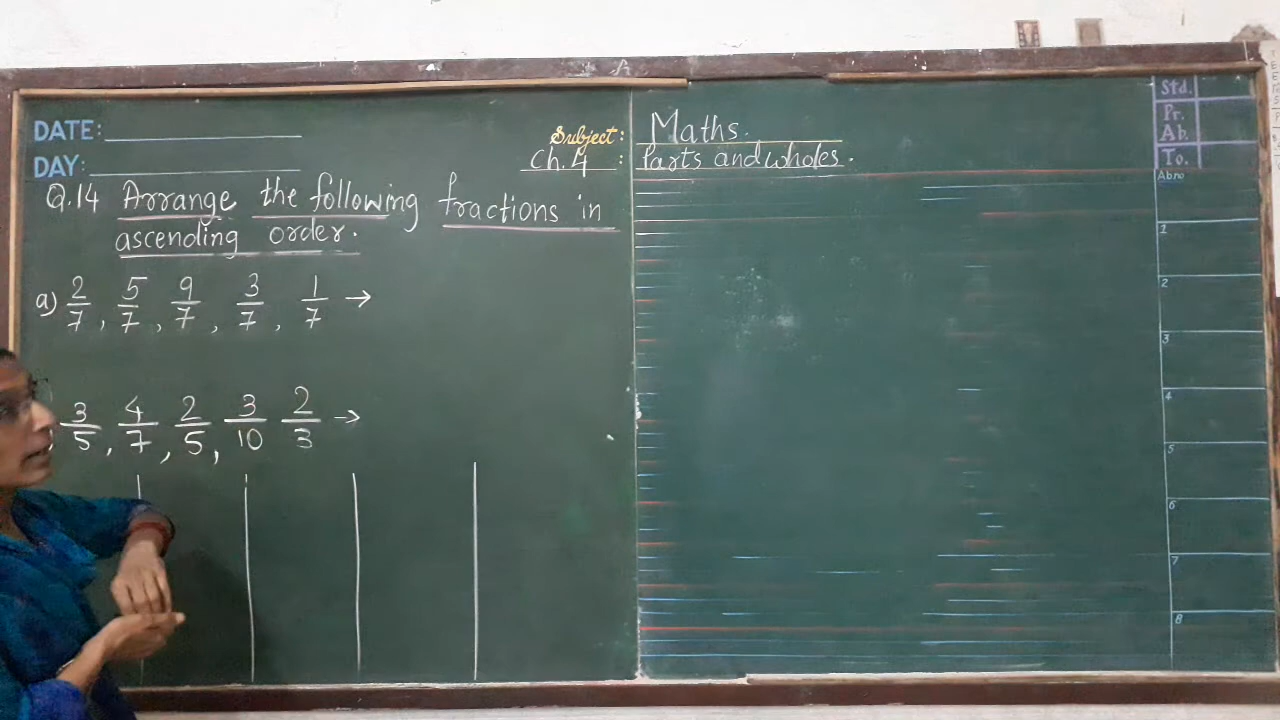 DATE:
DAY:
Subject: Maths.
Ch.4 : Parts and wholes.
Q.14 Arrange the following fractions in
ascending order.
a) 2/7, 5/7, 9/7, 3/7, 1/7 →
3/5, 4/7, 2/5, 3/10 2/3 →
Std.
Pr.
Ab.
To.
Abno
1
2
3
4
5
6
7
8